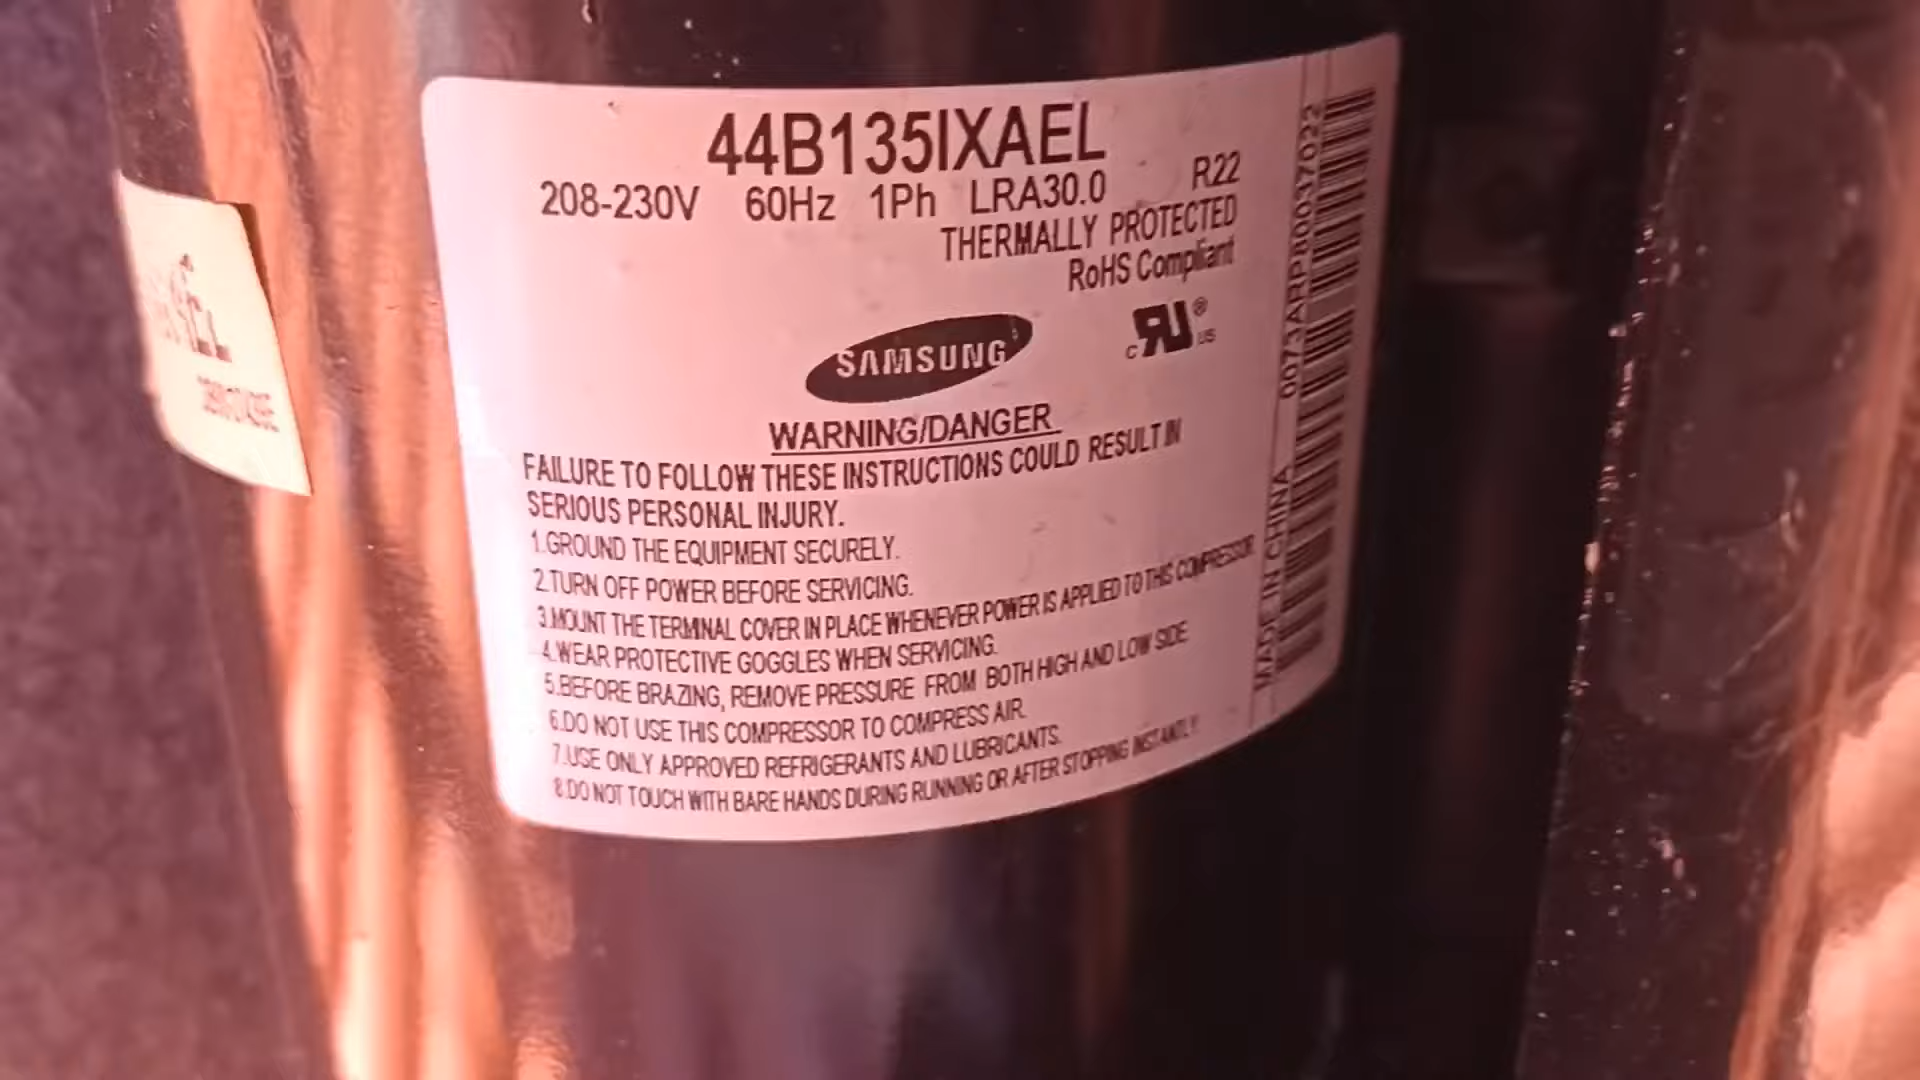 44B135IXAEL
208-230V 60Hz 1Ph LRA30.0 R22
THERMALLY PROTECTED
RoHS Compliant
SAMSUNG
C RU ® US
WARNING/DANGER
FAILURE TO FOLLOW THESE INSTRUCTIONS COULD RESULT IN
SERIOUS PERSONAL INJURY.
1.GROUND THE EQUIPMENT SECURELY.
2.TURN OFF POWER BEFORE SERVICING.
3.MOUNT THE TERMINAL COVER IN PLACE WHENEVER POWER IS APPLIED TO THIS COMPRESSOR
4.WEAR PROTECTIVE GOGGLES WHEN SERVICING.
5.BEFORE BRAZING, REMOVE PRESSURE FROM BOTH HIGH AND LOW SIDE
6.DO NOT USE THIS COMPRESSOR TO COMPRESS AIR.
7.USE ONLY APPROVED REFRIGERANTS AND LUBRICANTS.
8.DO NOT TOUCH WITH BARE HANDS DURING RUNNING OR AFTER STOPPING INSTANTLY.
MADE IN CHINA